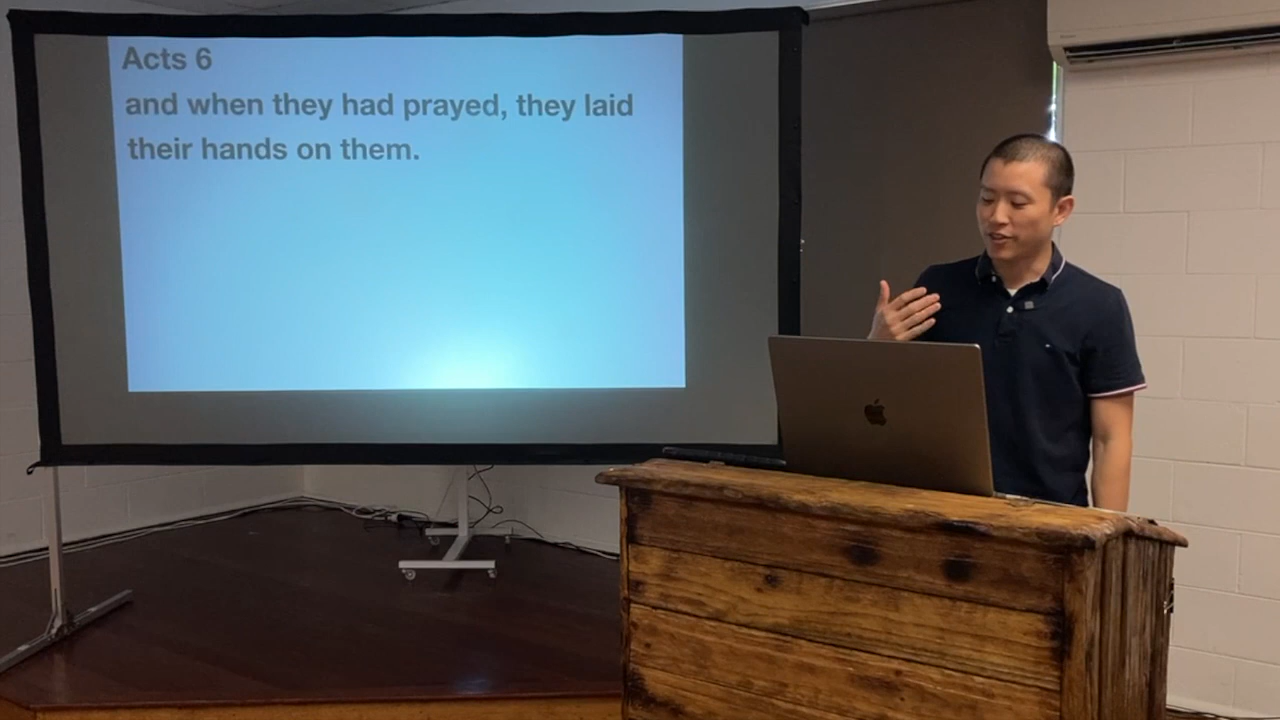 Acts 6
and when they had prayed, they laid
their hands on them.